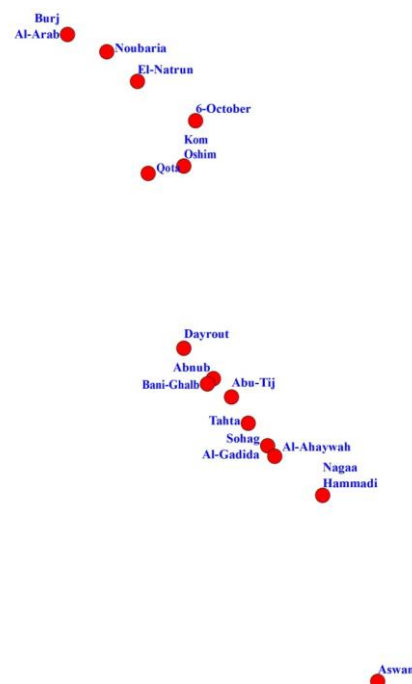 Burj
Al-Arab
Noubaria
El-Natrun
6-October
Kom
Oshim
Qota
Dayrout
Abnub
Bani-Ghalb
Abu-Tij
Tahta
Sohag
Al-Gadida
Al-Ahaywah
Nagaa
Hammadi
Aswan